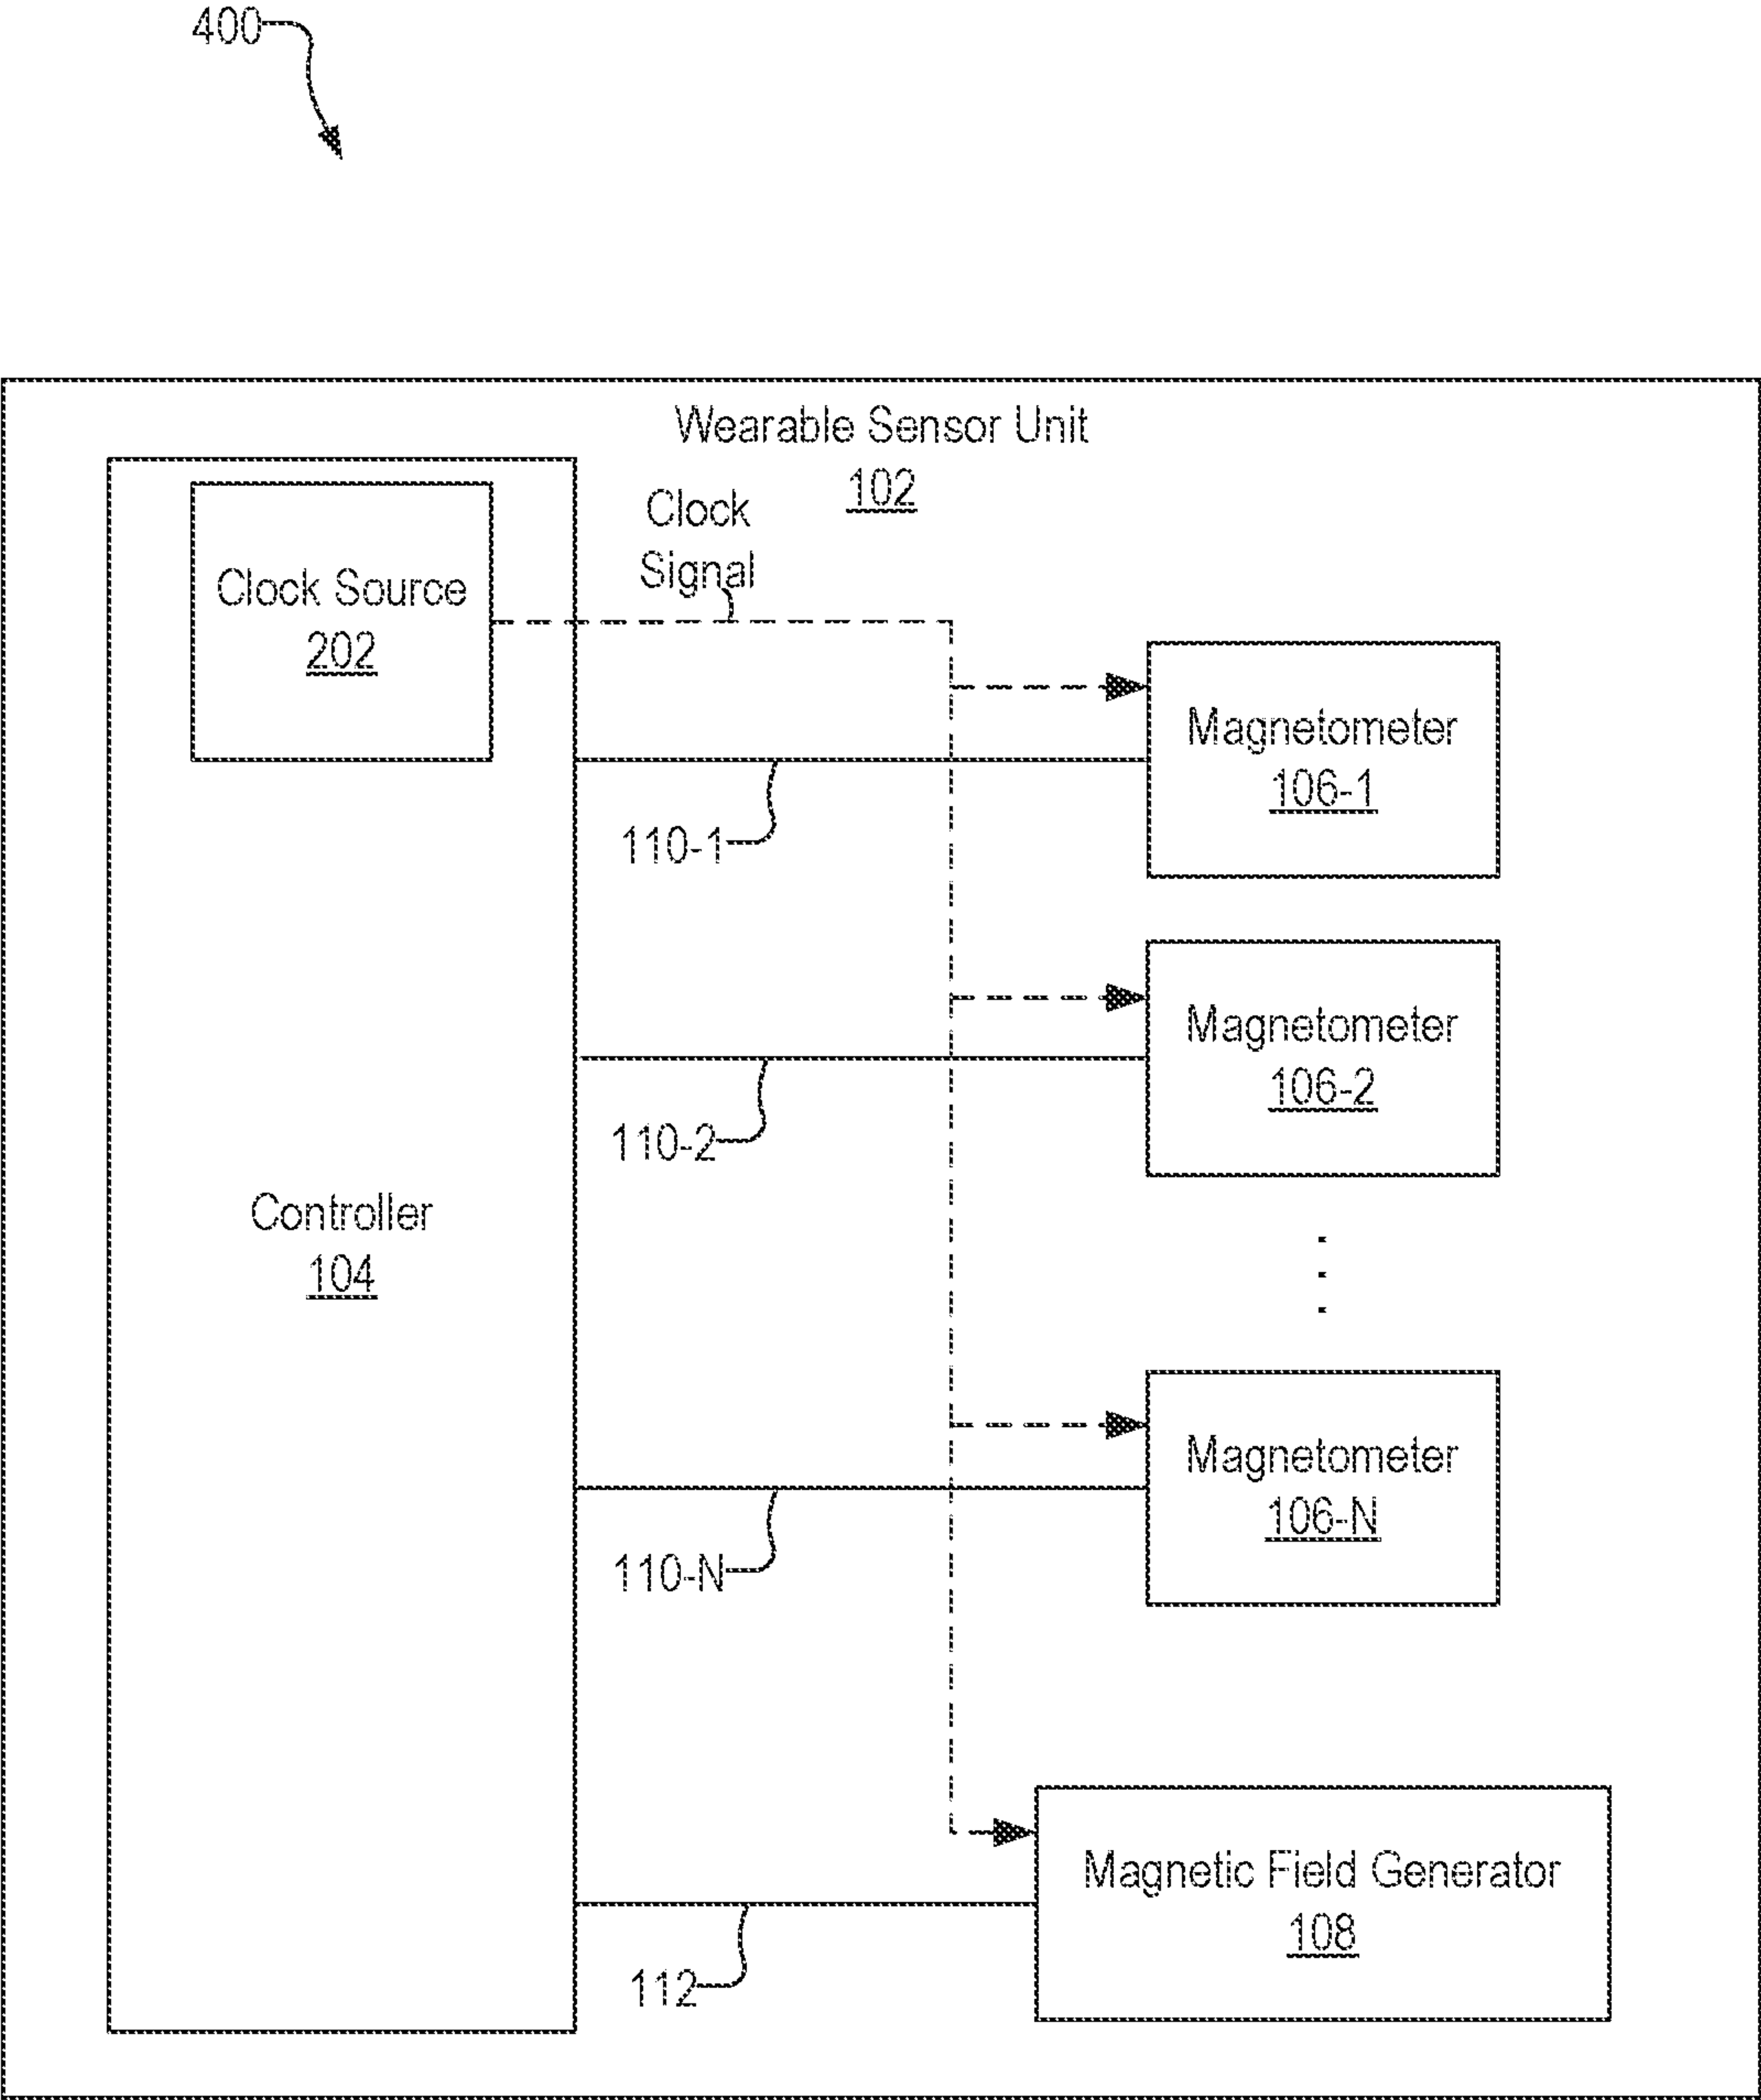 400
Wearable Sensor Unit
102
Clock
Signal
Clock Source
202
Magnetometer
106-1
110-1
Magnetometer
106-2
110-2
Controller
104
Magnetometer
106-N
110-N
Magnetic Field Generator
108
112